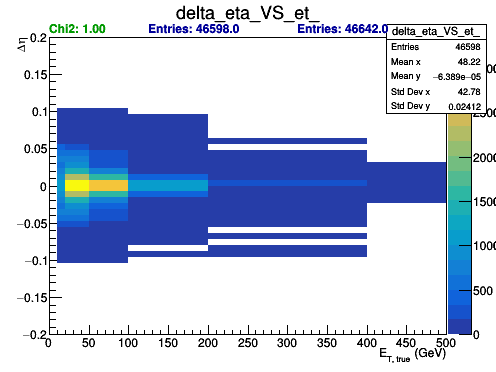 delta_eta_VS_et_
Chi2: 1.00 Entries: 46598.0 Entries: 46642.0
delta_eta_VS_et_
Entries 46598
Mean x 48.22
Mean y −6.389e−05
Std Dev x 42.78
Std Dev y 0.02412
Δη
0.2
0.15
0.1
0.05
0
−0.05
−0.1
−0.15
−0.2
0 50 100 150 200 250 300 350 400 450 500
E_T, true (GeV)
2500
2000
1500
1000
500
0